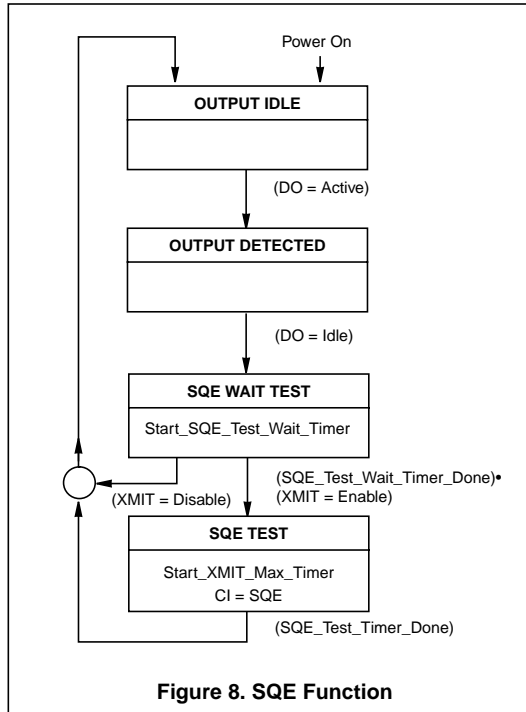 Power On
OUTPUT IDLE
(DO = Active)
OUTPUT DETECTED
(DO = Idle)
SQE WAIT TEST
Start_SQE_Test_Wait_Timer
(SQE_Test_Wait_Timer_Done)•
(XMIT = Disable)
(XMIT = Enable)
SQE TEST
Start_XMIT_Max_Timer
CI = SQE
(SQE_Test_Timer_Done)
Figure 8. SQE Function